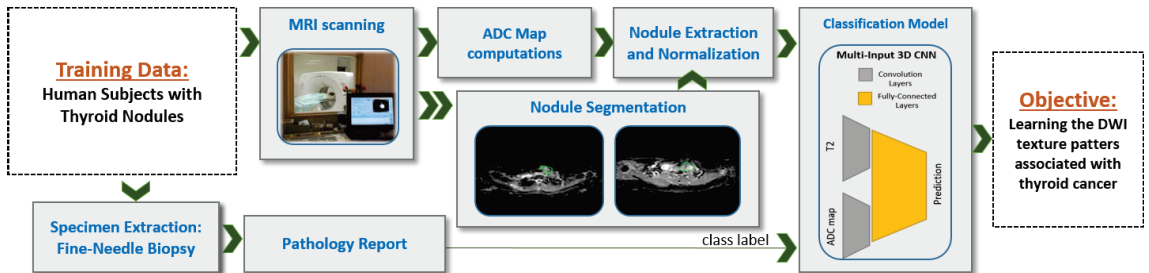 Training Data:
Human Subjects with
Thyroid Nodules
MRI scanning
ADC Map
computations
Nodule Extraction
and Normalization
Nodule Segmentation
Specimen Extraction:
Fine-Needle Biopsy
Pathology Report
class label
Classification Model
Multi-Input 3D CNN
Convolution
Layers
Fully-Connected
Layers
T2
ADC map
Prediction
Objective:
Learning the DWI
texture patters
associated with
thyroid cancer